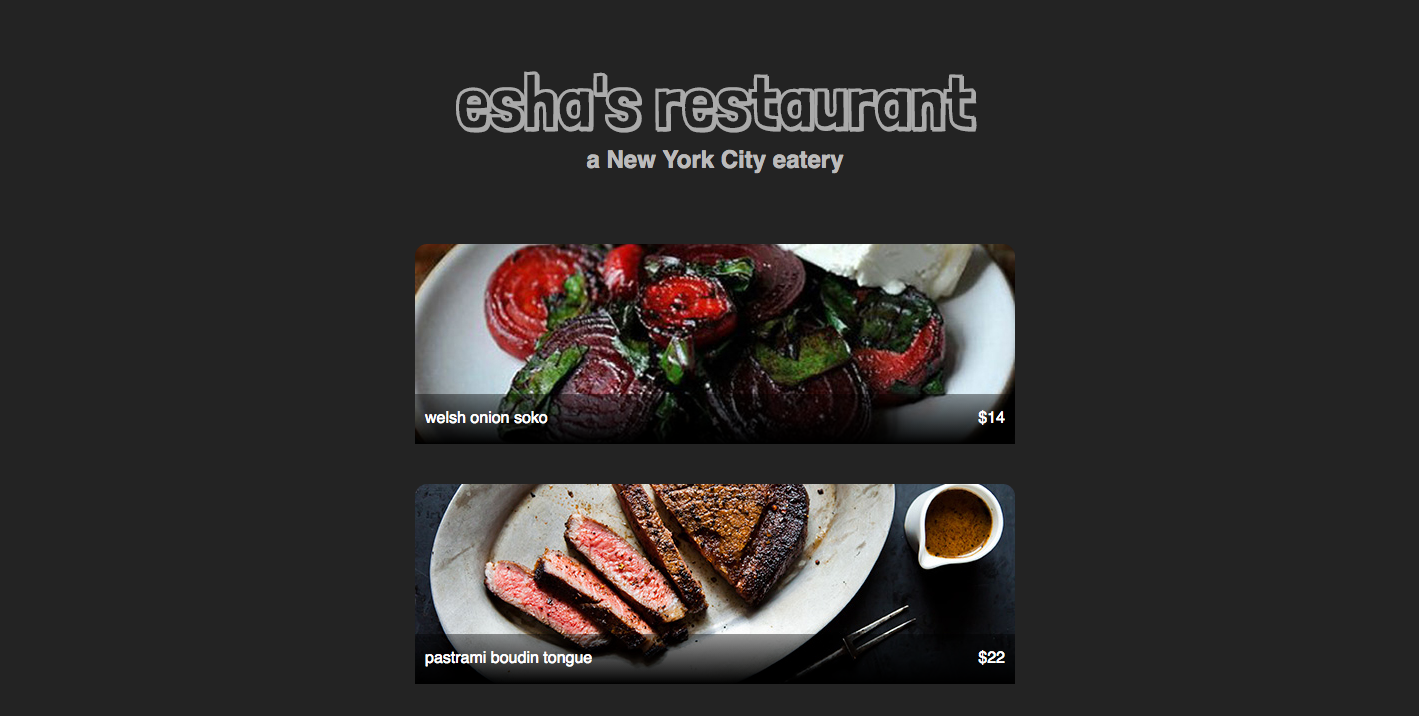 esha's restaurant
a New York City eatery
welsh onion soko $14
pastrami boudin tongue $22